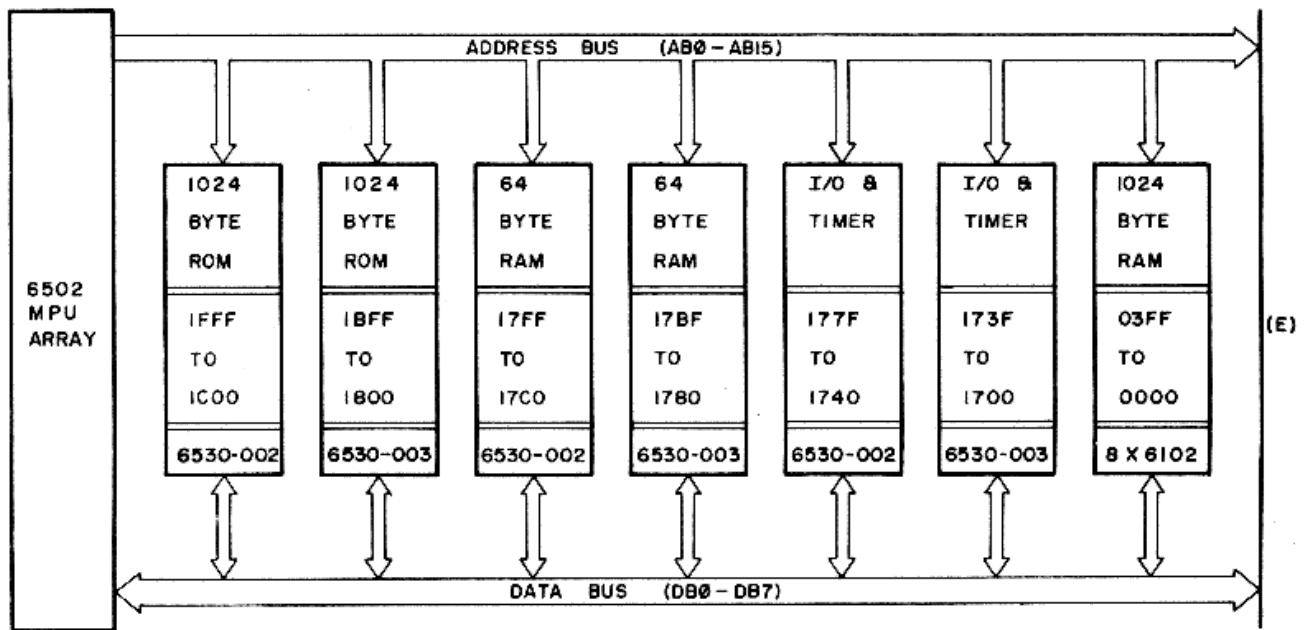 ADDRESS BUS (ABØ-AB15)
6502
MPU
ARRAY
1024
BYTE
ROM
1FFF
TO
1C00
6530-002
1024
BYTE
ROM
1BFF
TO
1800
6530-003
64
BYTE
RAM
17FF
TO
17C0
6530-002
64
BYTE
RAM
17BF
TO
1780
6530-003
I/O &
TIMER
177F
TO
1740
6530-002
I/O &
TIMER
173F
TO
1700
6530-003
1024
BYTE
RAM
03FF
TO
0000
8 X 6102
(E)
DATA BUS (DBØ-DB7)